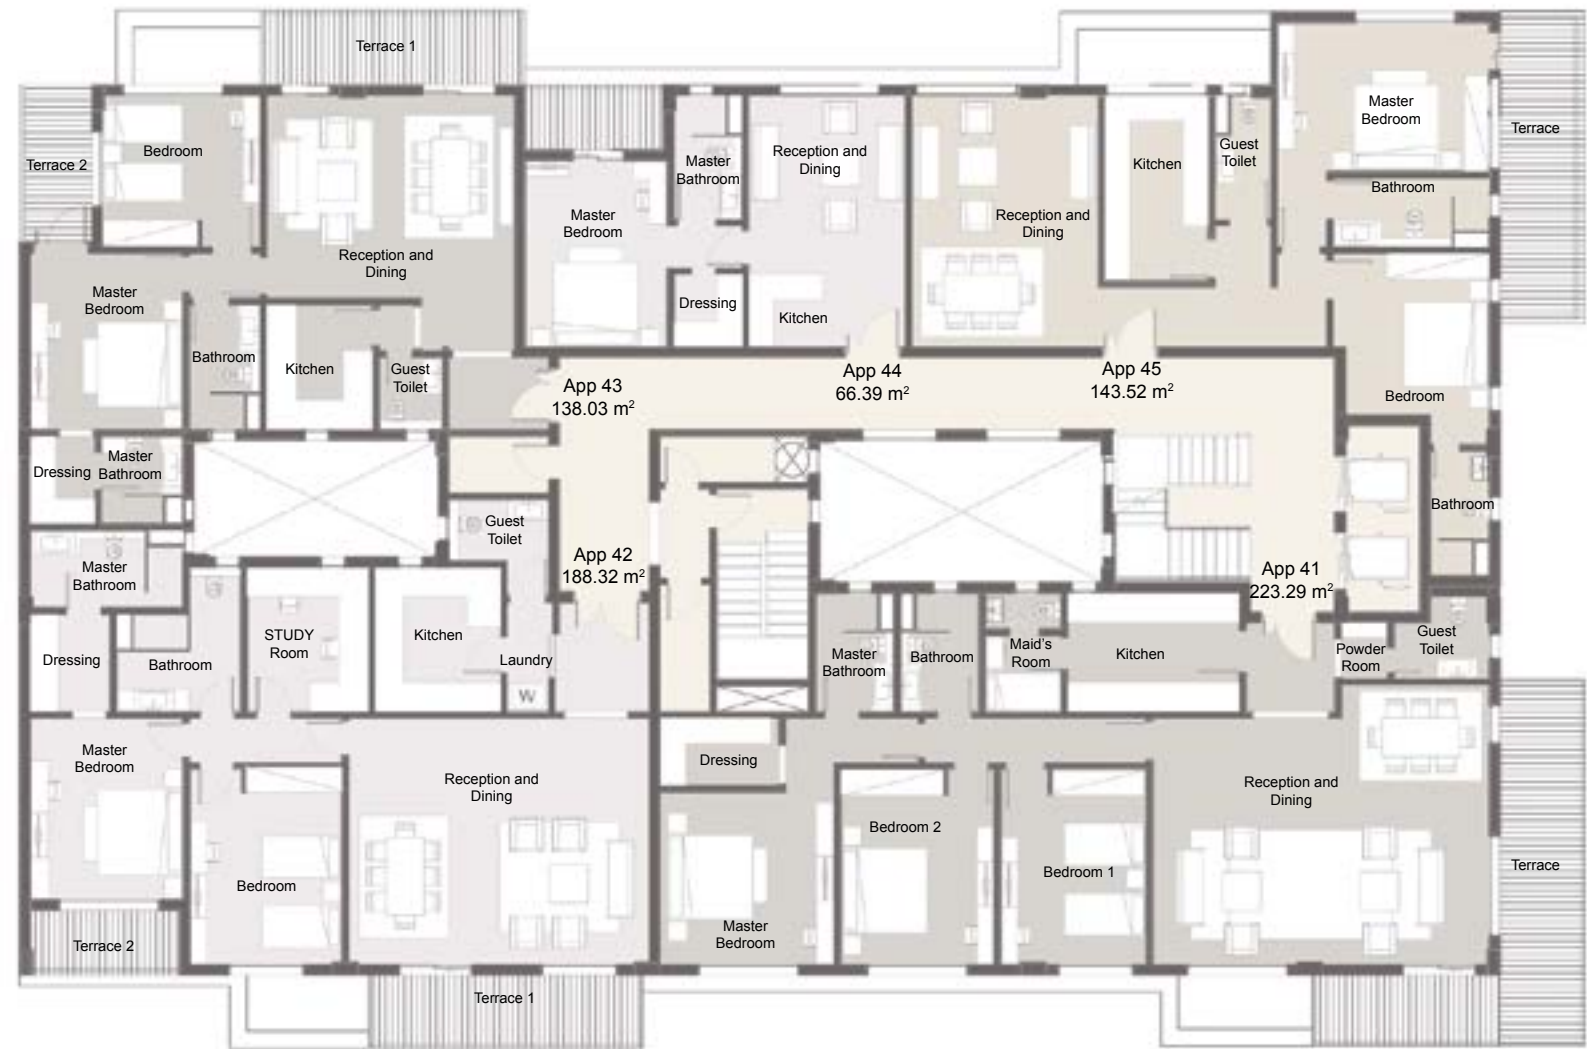 Terrace 1
Terrace 2
Bedroom
Reception and
Dining
Master
Bedroom
Bathroom
Kitchen
Guest
Toilet
Dressing
Master
Bathroom
Master
Bedroom
Master
Bathroom
Dressing
Reception and
Dining
Kitchen
Reception and
Dining
Kitchen
Guest
Toilet
Master
Bedroom
Terrace
Bathroom
Bedroom
Bathroom
App 43
138.03 m²
App 44
66.39 m²
App 45
143.52 m²
App 42
188.32 m²
App 41
223.29 m²
Guest
Toilet
Master
Bathroom
Dressing
Bathroom
STUDY
Room
Kitchen
Laundry
W
Master
Bedroom
Bedroom
Reception and
Dining
Terrace 2
Terrace 1
Master
Bathroom
Bathroom
Maid's
Room
Kitchen
Powder
Room
Guest
Toilet
Dressing
Master
Bedroom
Bedroom 2
Bedroom 1
Reception and
Dining
Terrace